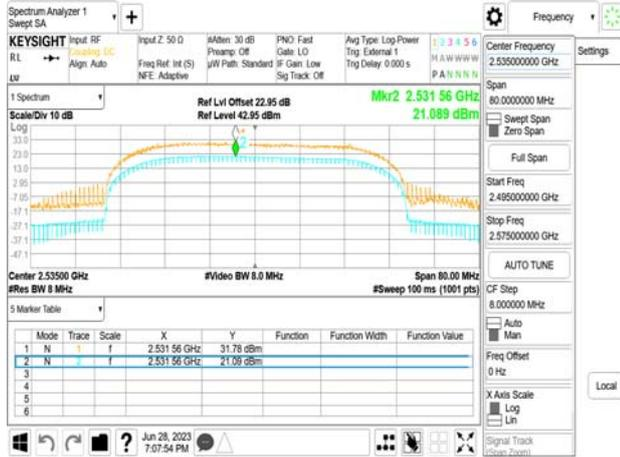 Spectrum Analyzer 1
Swept SA
Frequency
KEYSIGHT
RL
Input: RF
Coupling: DC
Align: Auto
Input Z: 50 Ω
Freq Ref: Int (S)
NFE: Adaptive
#Atten: 30 dB
Preamp: Off
µW Path: Standard
PNO: Fast
Gate: LO
IF Gain: Low
Sig Track: Off
Avg Type: Log-Power
Trig: External 1
Trig Delay: 0.000 s
1 2 3 4 5 6
M A W W W W
P A N N N N
1 Spectrum
Scale/Div 10 dB
Ref Lvl Offset 22.95 dB
Ref Level 42.95 dBm
Mkr2 2.531 56 GHz
21.089 dBm
Log
33.0
23.0
13.0
2.95
-7.05
-17.1
-27.1
-37.1
-47.1
2
Center 2.53500 GHz
#Res BW 8 MHz
#Video BW 8.0 MHz
Span 80.00 MHz
#Sweep 100 ms (1001 pts)
5 Marker Table
Mode Trace Scale X Y Function Function Width Function Value
1 N 1 f 2.531 56 GHz 31.78 dBm
2 N 2 f 2.531 56 GHz 21.09 dBm
3
4
5
6
Jun 28, 2023
7:07:54 PM
Center Frequency
2.535000000 GHz
Span
80.0000000 MHz
Swept Span
Zero Span
Full Span
Start Freq
2.495000000 GHz
Stop Freq
2.575000000 GHz
AUTO TUNE
CF Step
8.000000 MHz
Auto
Man
Freq Offset
0 Hz
X Axis Scale
Log
Lin
Signal Track
(Span Zoom)
Settings
Local